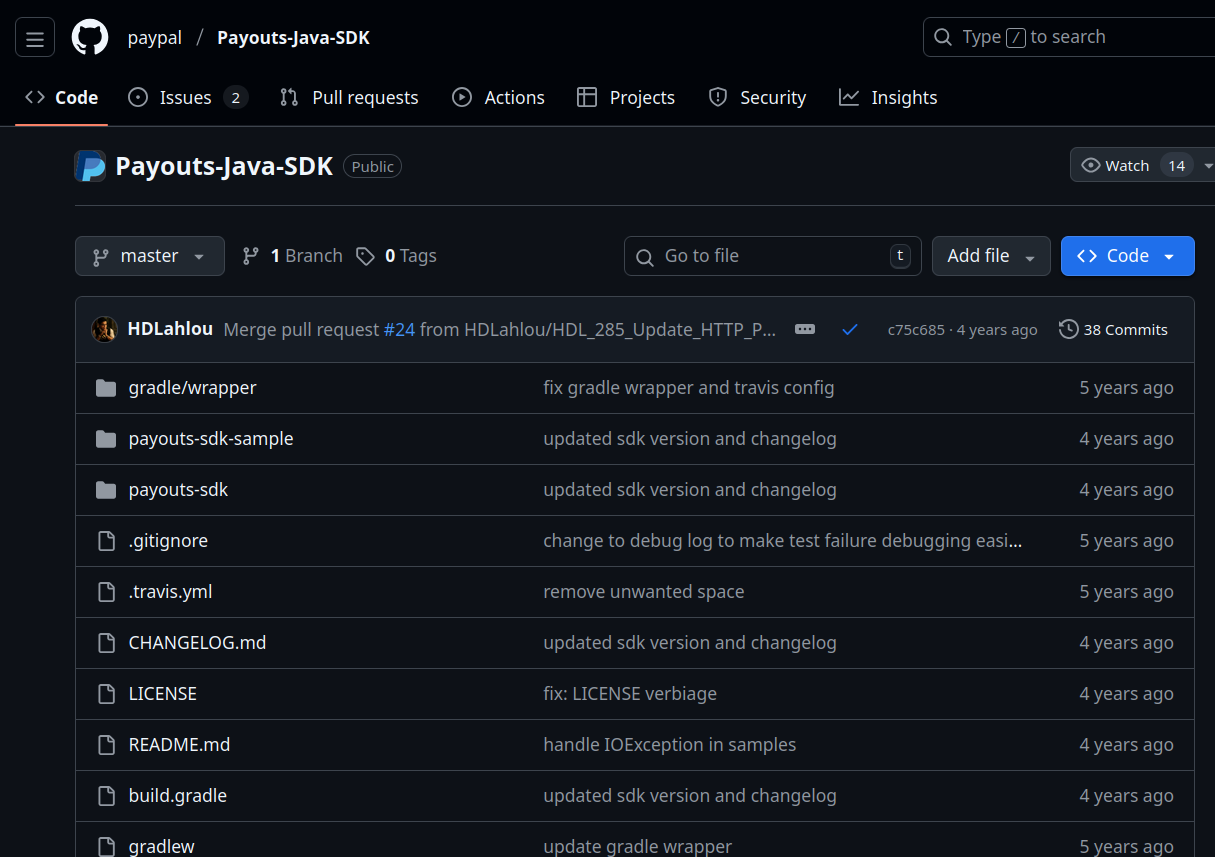 paypal / Payouts-Java-SDK
Type / to search
Code Issues 2 Pull requests Actions Projects Security Insights
Payouts-Java-SDK Public
Watch 14
master 1 Branch 0 Tags Go to file t Add file Code
HDLahlou Merge pull request #24 from HDLahlou/HDL_285_Update_HTTP_P... c75c685 · 4 years ago 38 Commits
gradle/wrapper fix gradle wrapper and travis config 5 years ago
payouts-sdk-sample updated sdk version and changelog 4 years ago
payouts-sdk updated sdk version and changelog 4 years ago
.gitignore change to debug log to make test failure debugging easi... 5 years ago
.travis.yml remove unwanted space 5 years ago
CHANGELOG.md updated sdk version and changelog 4 years ago
LICENSE fix: LICENSE verbiage 4 years ago
README.md handle IOException in samples 4 years ago
build.gradle updated sdk version and changelog 4 years ago
gradlew update gradle wrapper 5 years ago